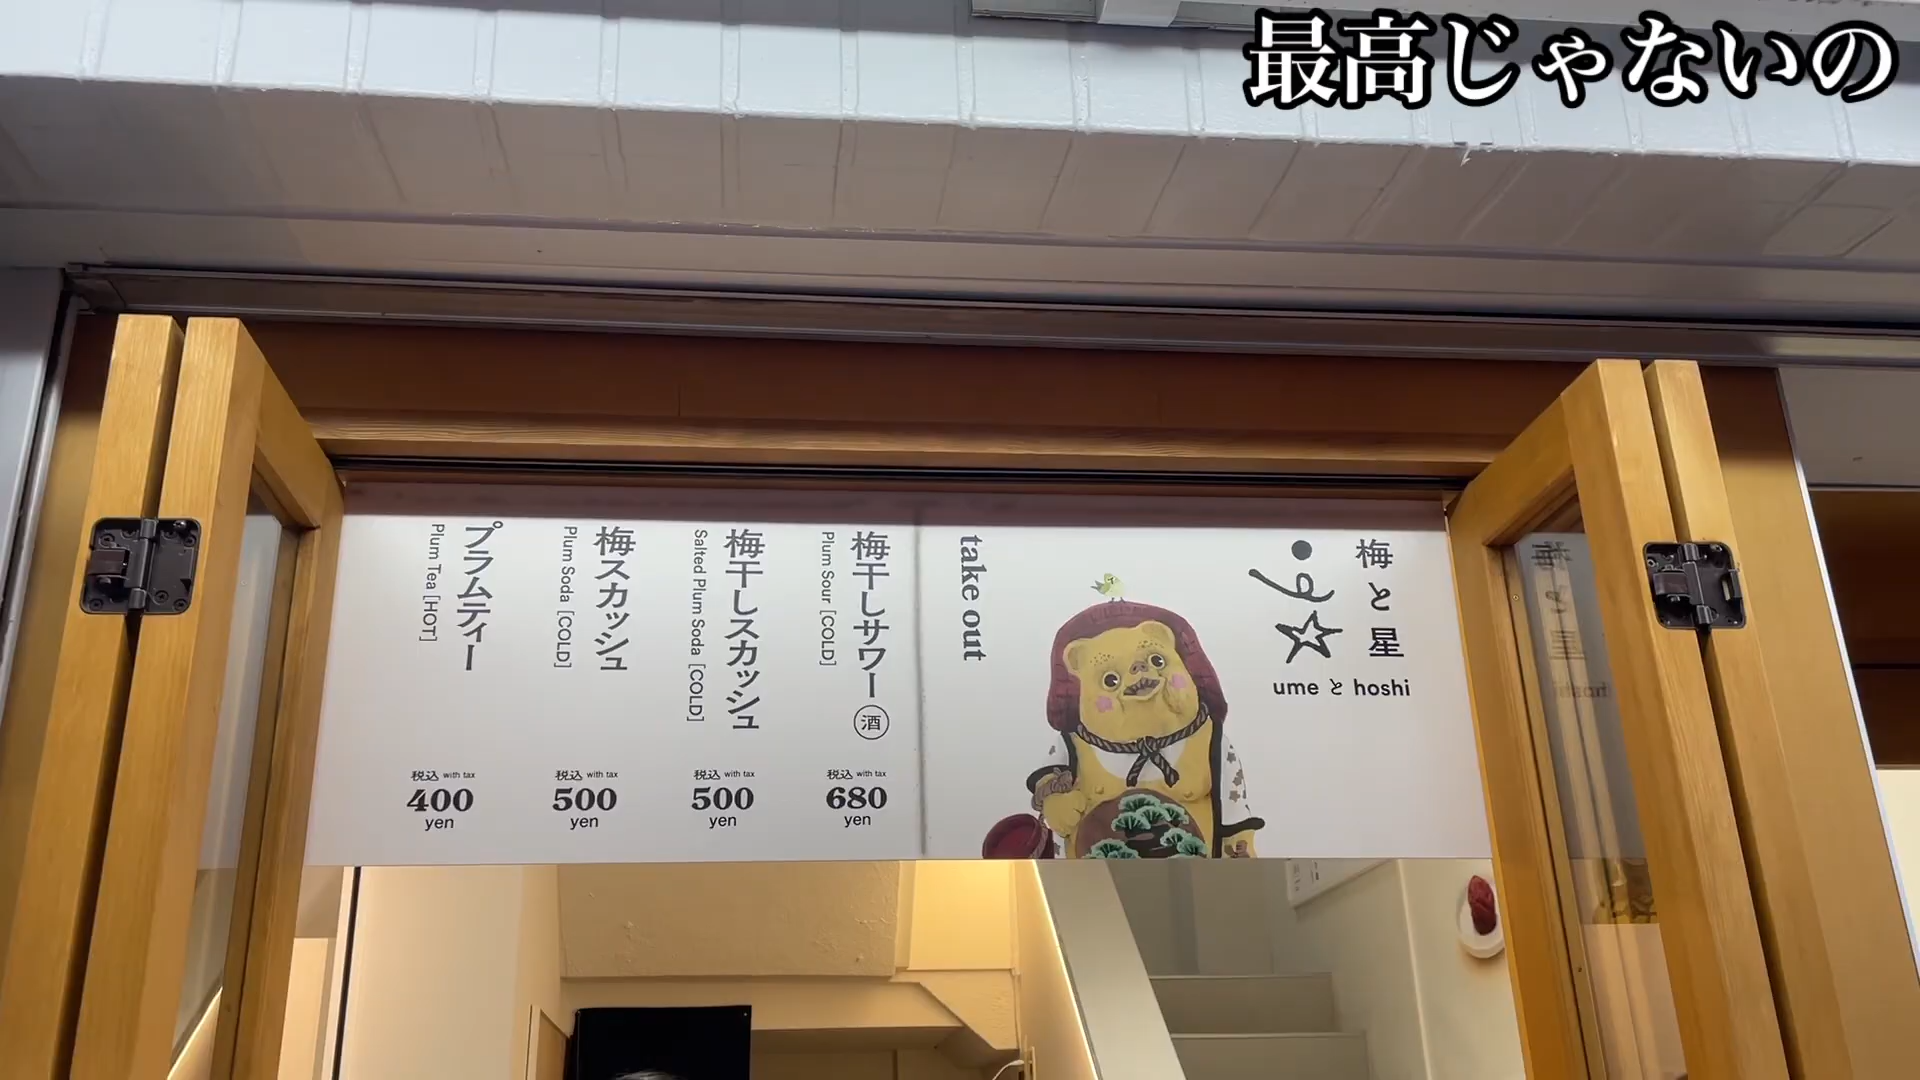 最高じゃないの
梅と星
ume と hoshi
take out
梅干しサワー 酒
Plum Sour [COLD]
税込 with tax
680
yen
梅干しスカッシュ
Salted Plum Soda [COLD]
税込 with tax
500
yen
梅スカッシュ
Plum Soda [COLD]
税込 with tax
500
yen
プラムティー
Plum Tea [HOT]
税込 with tax
400
yen